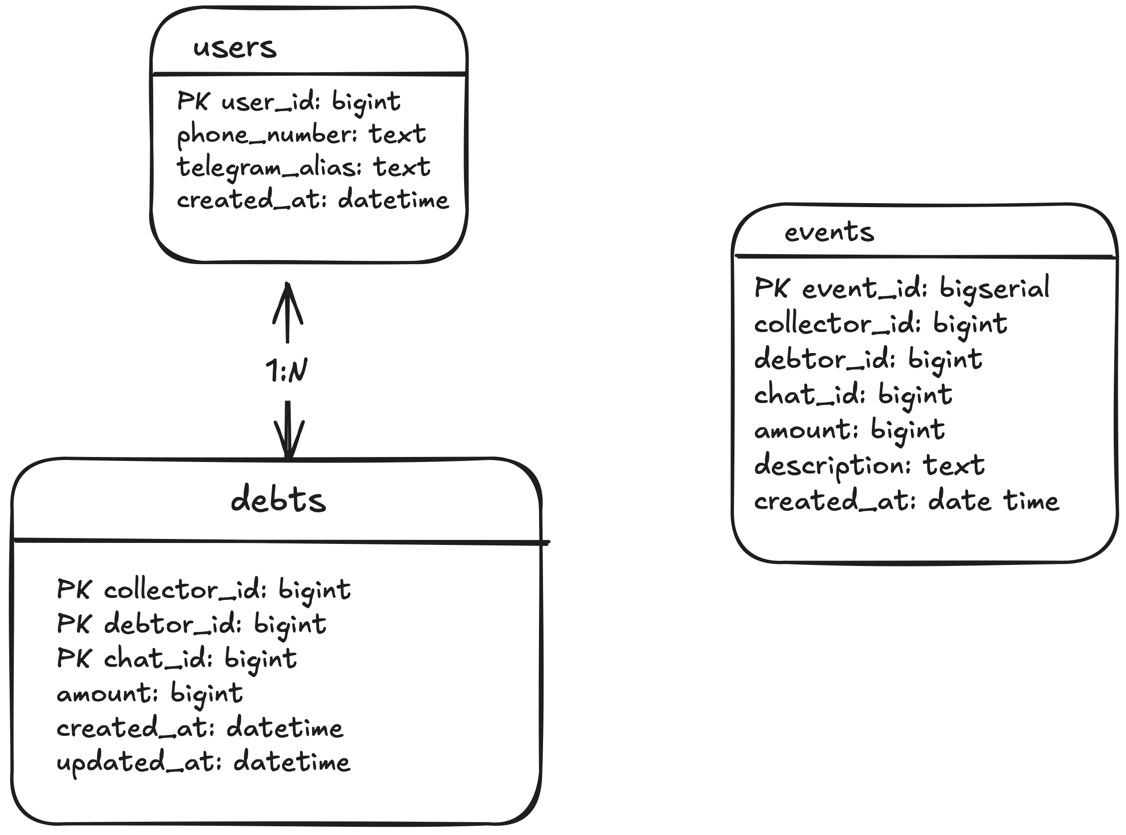 users
PK user_id: bigint
phone_number: text
telegram_alias: text
created_at: datetime
1:N
debts
PK collector_id: bigint
PK debtor_id: bigint
PK chat_id: bigint
amount: bigint
created_at: datetime
updated_at: datetime
events
PK event_id: bigserial
collector_id: bigint
debtor_id: bigint
chat_id: bigint
amount: bigint
description: text
created_at: date time